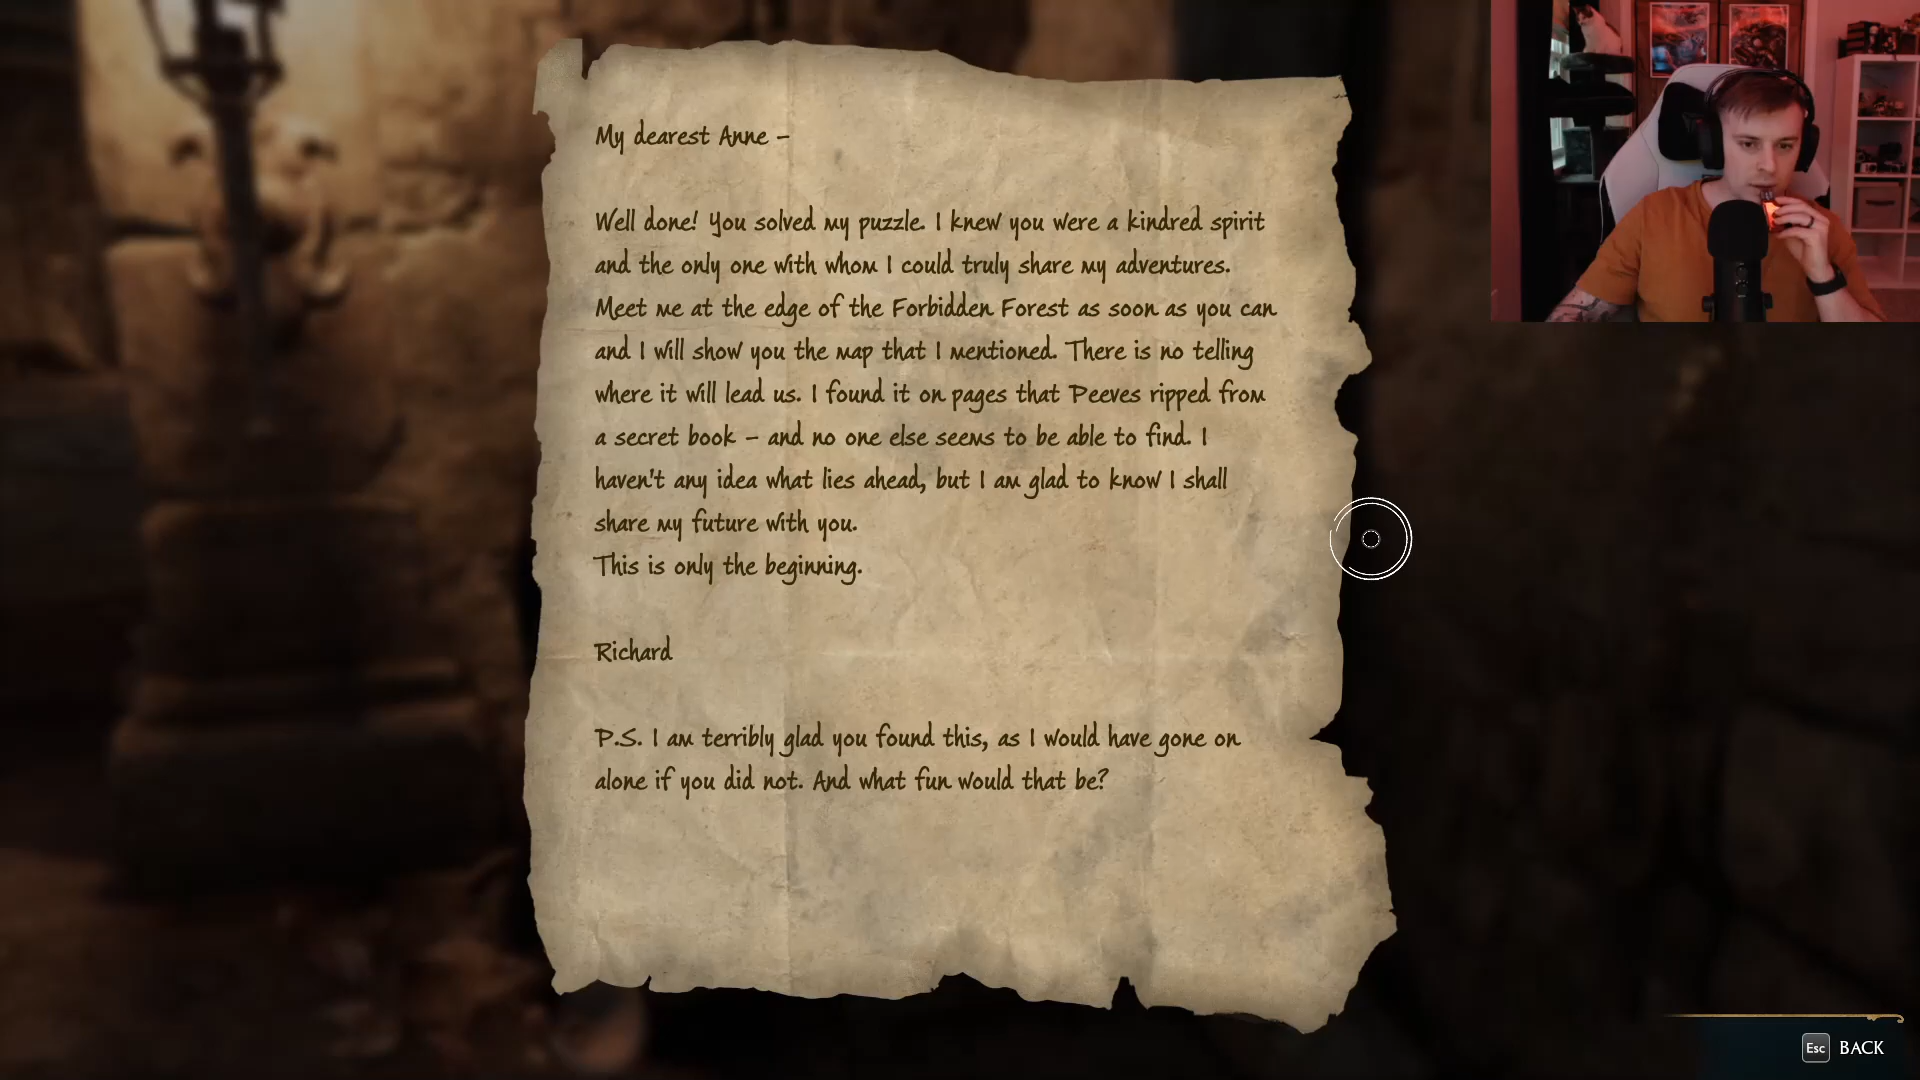 My dearest Anne –
Well done! You solved my puzzle. I knew you were a kindred spirit
and the only one with whom I could truly share my adventures.
Meet me at the edge of the Forbidden Forest as soon as you can
and I will show you the map that I mentioned. There is no telling
where it will lead us. I found it on pages that Peeves ripped from
a secret book – and no one else seems to be able to find. I
haven't any idea what lies ahead, but I am glad to know I shall
share my future with you.
This is only the beginning.
Richard
P.S. I am terribly glad you found this, as I would have gone on
alone if you did not. And what fun would that be?
Esc BACK